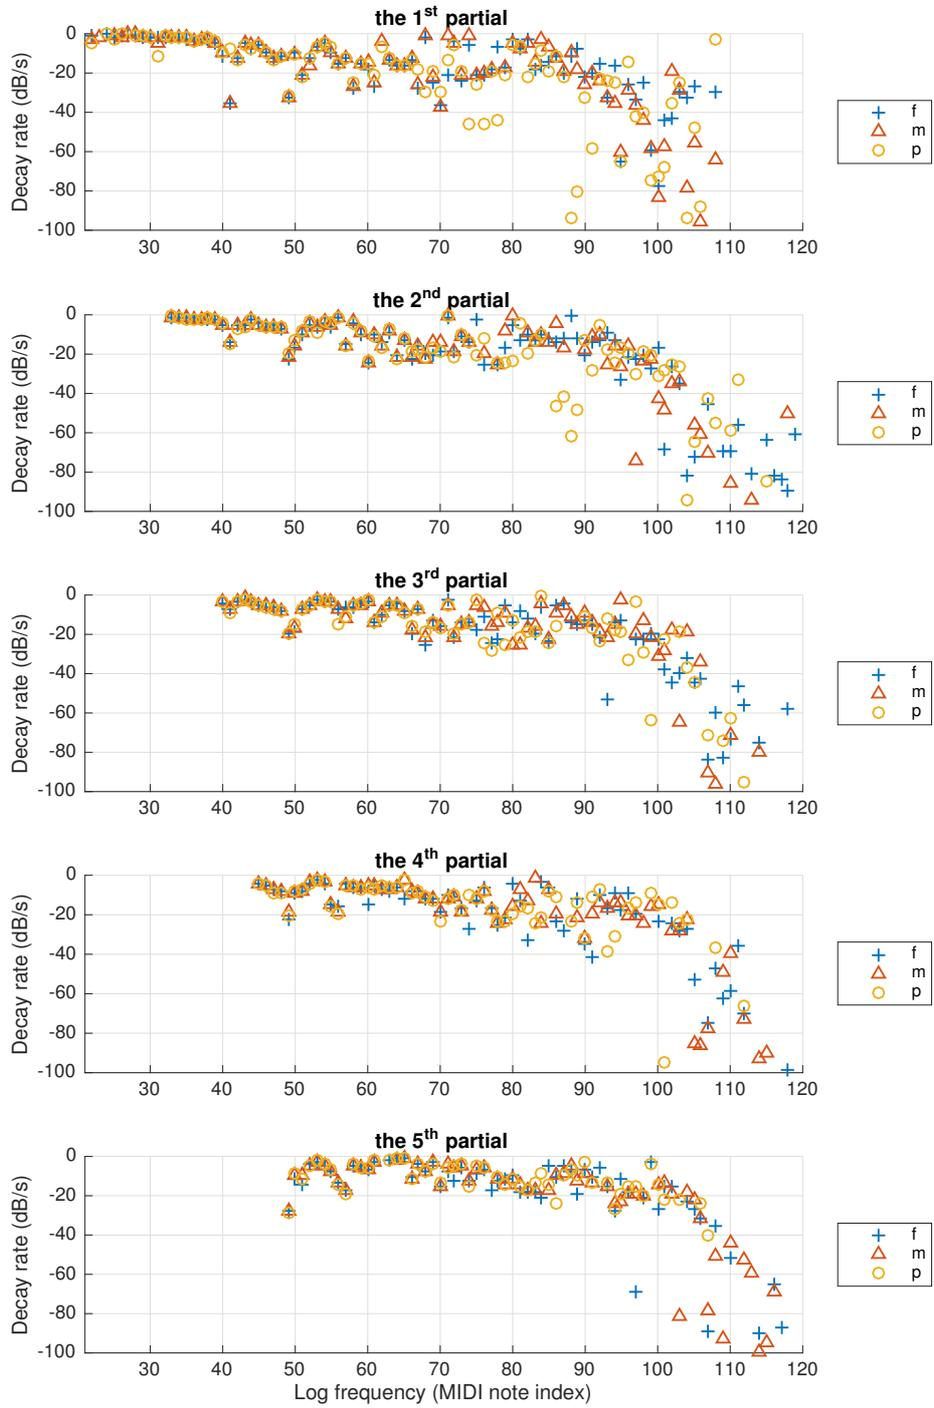 the 1st partial
0
-20
-40
-60
-80
-100
Decay rate (dB/s)
30 40 50 60 70 80 90 100 110 120
f
m
p
the 2nd partial
0
-20
-40
-60
-80
-100
Decay rate (dB/s)
30 40 50 60 70 80 90 100 110 120
f
m
p
the 3rd partial
0
-20
-40
-60
-80
-100
Decay rate (dB/s)
30 40 50 60 70 80 90 100 110 120
f
m
p
the 4th partial
0
-20
-40
-60
-80
-100
Decay rate (dB/s)
30 40 50 60 70 80 90 100 110 120
f
m
p
the 5th partial
0
-20
-40
-60
-80
-100
Decay rate (dB/s)
30 40 50 60 70 80 90 100 110 120
Log frequency (MIDI note index)
f
m
p